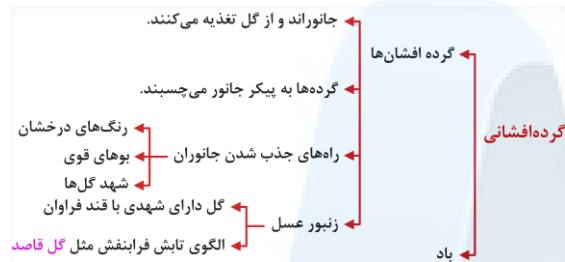 گرده‌افشانی
گرده افشان‌ها
جانوراند و از گل تغذیه می‌کنند.
گرده‌ها به پیکر جانور می‌چسبند.
راه‌های جذب شدن جانوران
رنگ‌های درخشان
بوهای قوی
شهد گل‌ها
زنبور عسل
گل دارای شهدی با قند فراوان
الگوی تابش فرابنفش مثل گل قاصد
باد